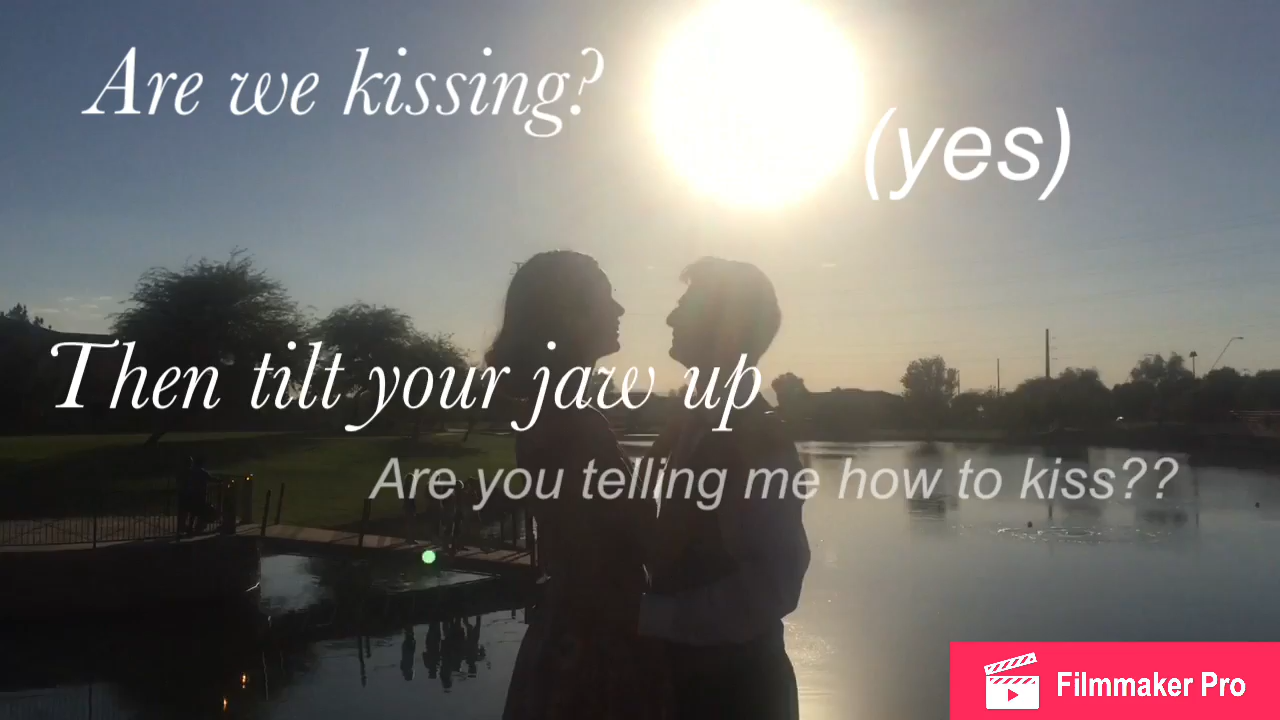 Are we kissing?
(yes)
Then tilt your jaw up
Are you telling me how to kiss??
Filmmaker Pro